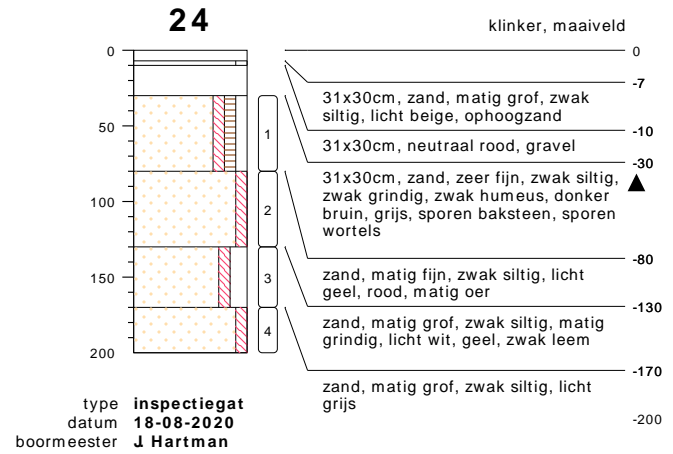 24
klinker, maaiveld
0
0
-7
31x30cm, zand, matig grof, zwak
siltig, licht beige, ophoogzand
-10
31x30cm, neutraal rood, gravel
-30
31x30cm, zand, zeer fijn, zwak siltig,
zwak grindig, zwak humeus, donker
bruin, grijs, sporen baksteen, sporen
wortels
-80
zand, matig fijn, zwak siltig, licht
geel, rood, matig oer
-130
zand, matig grof, zwak siltig, matig
grindig, licht wit, geel, zwak leem
-170
zand, matig grof, zwak siltig, licht
grijs
-200
50
100
150
200
1
2
3
4
type inspectiegat
datum 18-08-2020
boormeester J Hartman